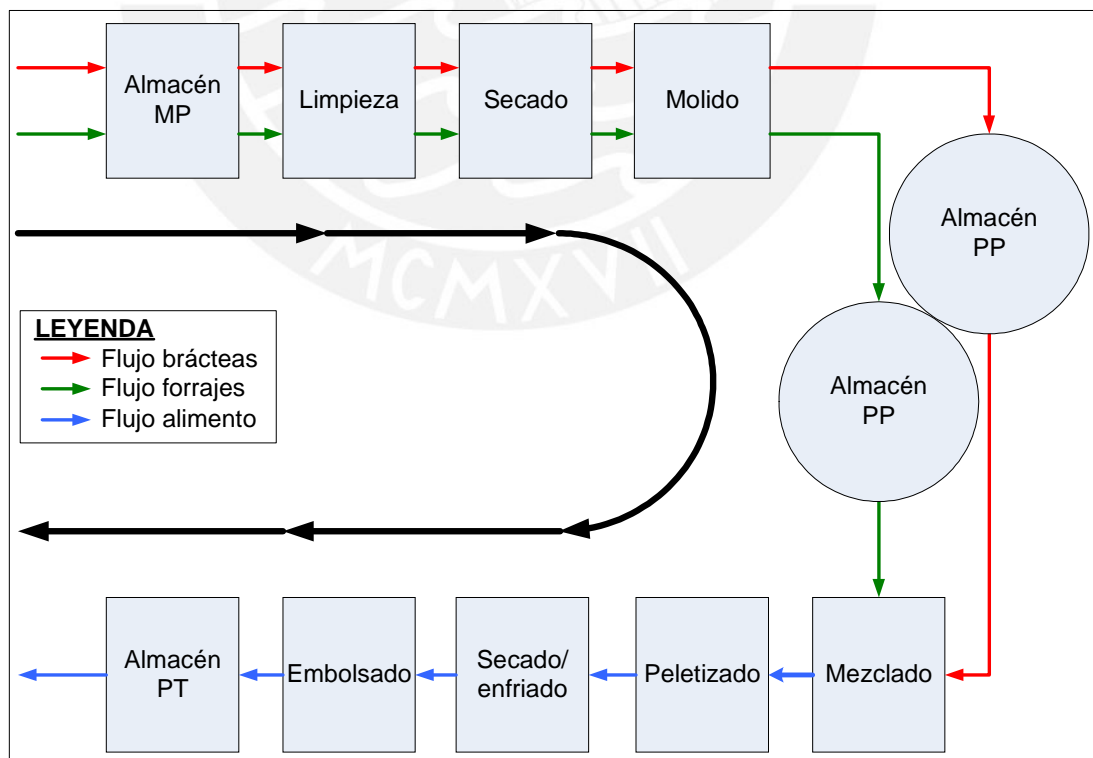 Almacén
MP
Limpieza
Secado
Molido
Almacén
PP
MCMXVII
LEYENDA
Flujo brácteas
Flujo forrajes
Flujo alimento
Almacén
PP
Almacén
PT
Embolsado
Secado/
enfriado
Peletizado
Mezclado